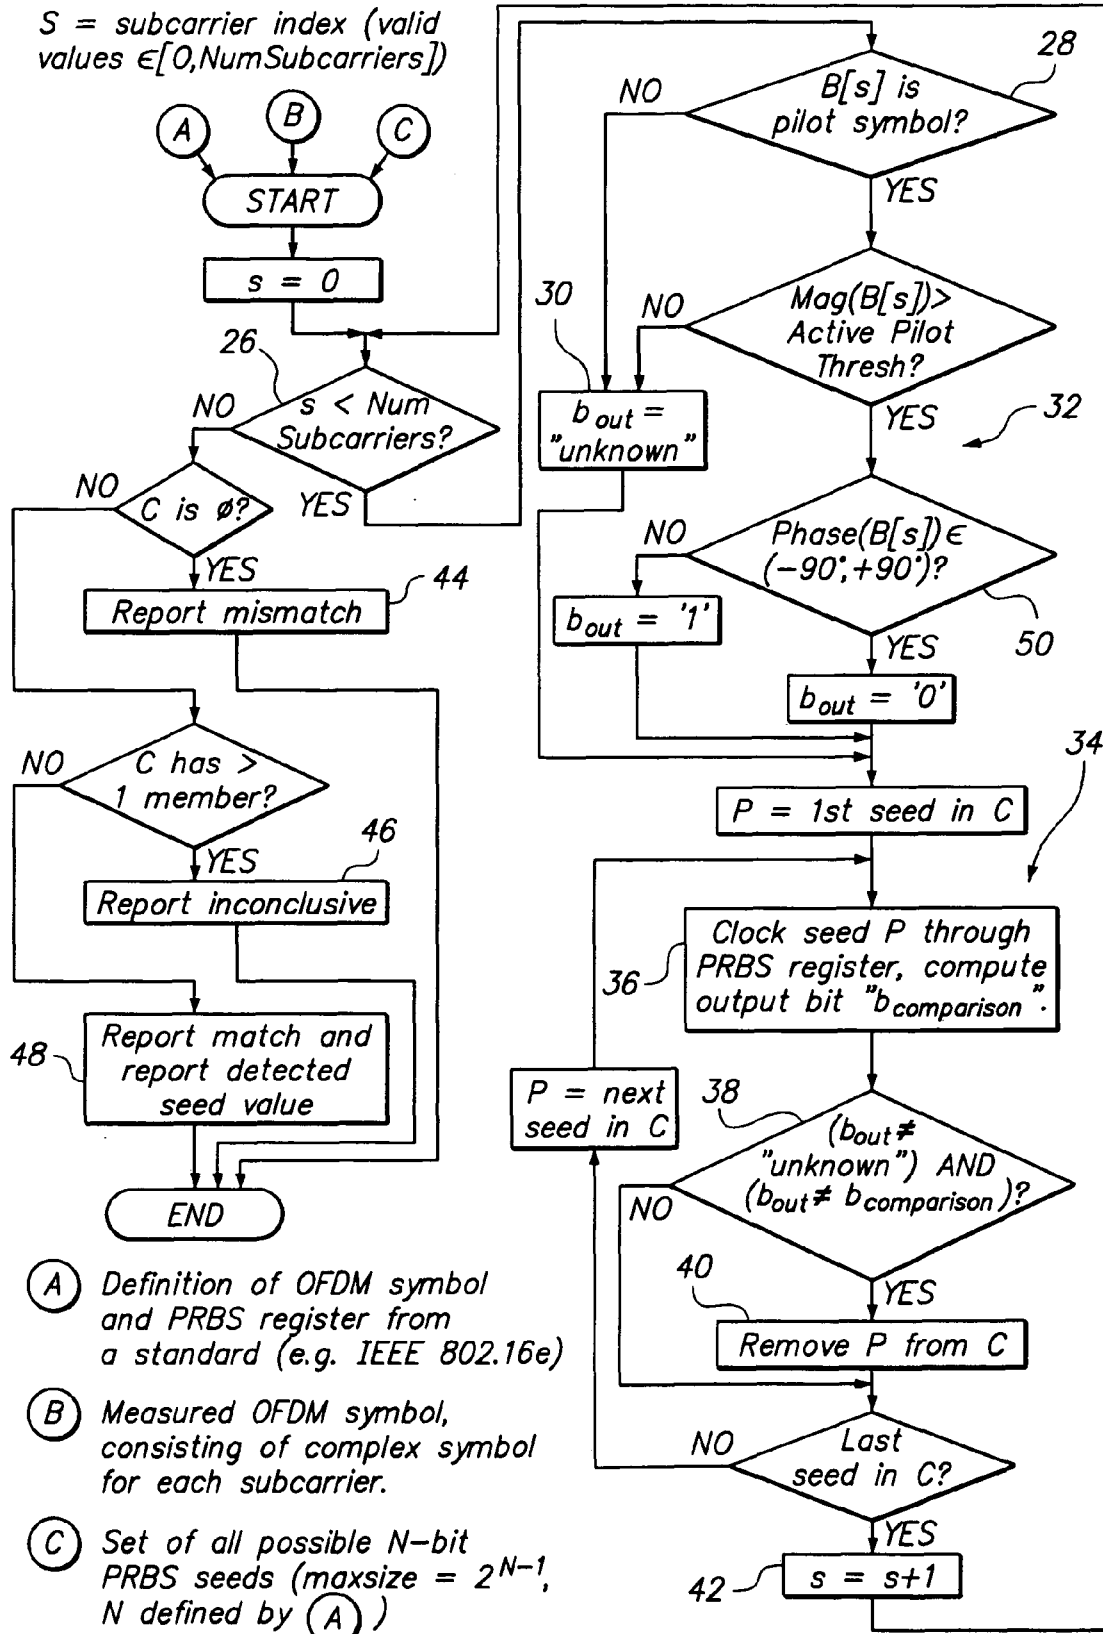 S = subcarrier index (valid
values ∈[0,NumSubcarriers])
A
B
C
START
s = 0
26
NO
s < Num
Subcarriers?
YES
NO
C is ø?
YES
Report mismatch
44
NO
C has >
1 member?
YES
46
Report inconclusive
48
Report match and
report detected
seed value
END
28
NO
B[s] is
pilot symbol?
YES
30
NO
Mag(B[s])>
Active Pilot
Thresh?
YES
32
b out =
"unknown"
NO
Phase(B[s])∈
(-90°,+90°)?
50
YES
b out = '1'
b out = '0'
34
P = 1st seed in C
36
Clock seed P through
PRBS register, compute
output bit "b comparison".
P = next
seed in C
38
(b out ≠
"unknown") AND
(b out ≠ b comparison)?
NO
YES
40
Remove P from C
NO
Last
seed in C?
YES
42
s = s+1
A Definition of OFDM symbol
and PRBS register from
a standard (e.g. IEEE 802.16e)
B Measured OFDM symbol,
consisting of complex symbol
for each subcarrier.
C Set of all possible N-bit
PRBS seeds (maxsize = 2^N-1,
N defined by A )